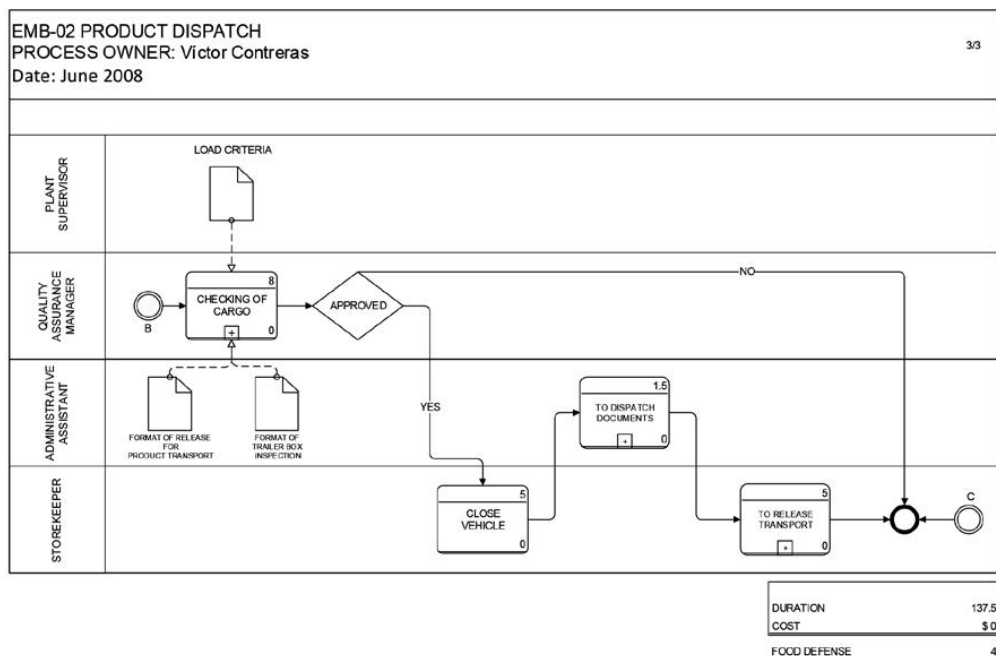 EMB-02 PRODUCT DISPATCH
PROCESS OWNER: Victor Contreras
3/3
Date: June 2008
PLANT
SUPERVISOR
LOAD CRITERIA
QUALITY
ASSURANCE
MANAGER
B
8
CHECKING OF
CARGO
+
0
APPROVED
NO
ADMINISTRATIVE
ASSISTANT
FORMAT OF RELEASE
FOR
PRODUCT TRANSPORT
FORMAT OF
TRAILER BOX
INSPECTION
YES
1.5
TO DISPATCH
DOCUMENTS
+
0
STOREKEEPER
5
CLOSE
VEHICLE
0
5
TO RELEASE
TRANSPORT
+
0
C
DURATION 137.5
COST $ 0
FOOD DEFENSE 4